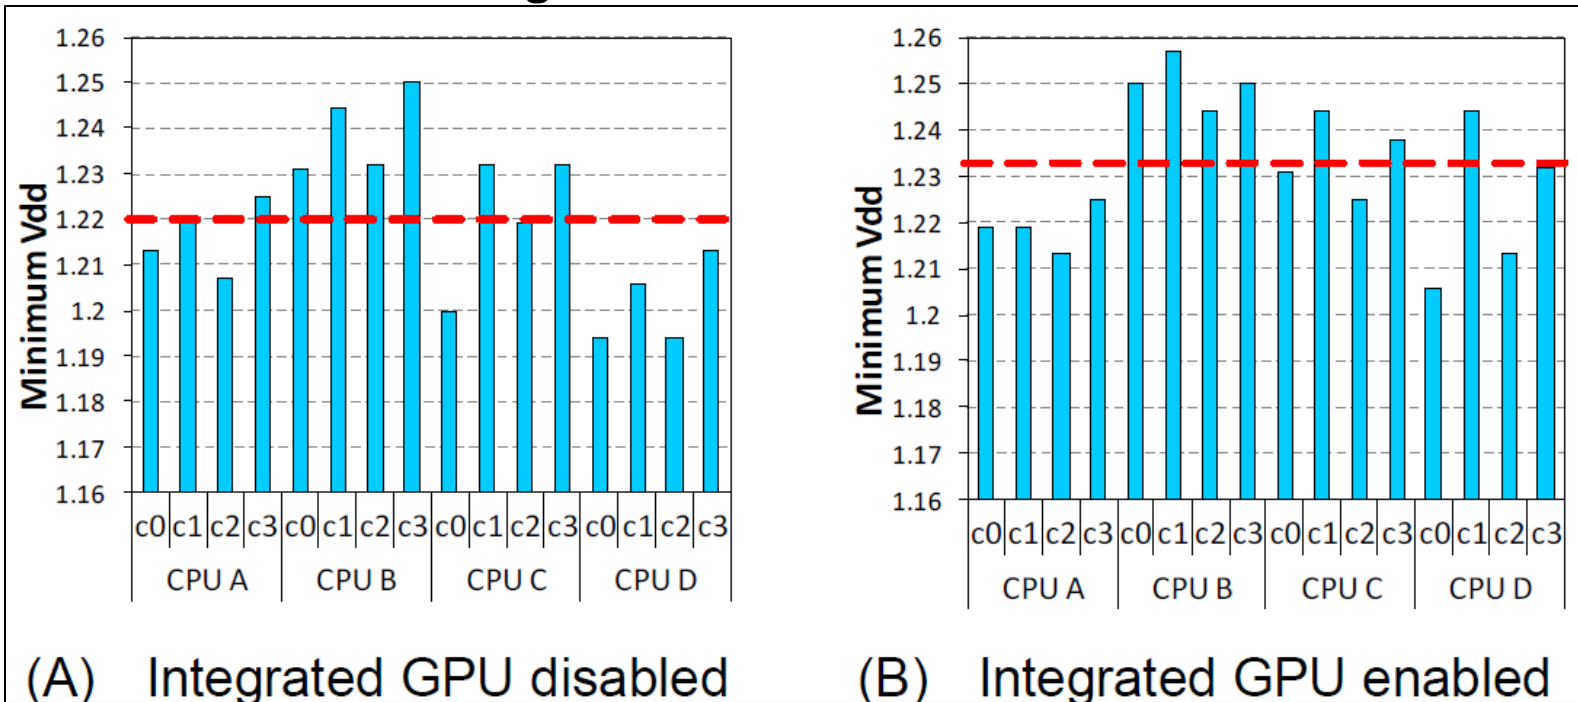 1.26
1.25
1.24
1.23
1.22
1.21
1.2
1.19
1.18
1.17
1.16
Minimum Vdd
c0 c1 c2 c3 c0 c1 c2 c3 c0 c1 c2 c3 c0 c1 c2 c3
CPU A CPU B CPU C CPU D
(A) Integrated GPU disabled
1.26
1.25
1.24
1.23
1.22
1.21
1.2
1.19
1.18
1.17
1.16
Minimum Vdd
c0 c1 c2 c3 c0 c1 c2 c3 c0 c1 c2 c3 c0 c1 c2 c3
CPU A CPU B CPU C CPU D
(B) Integrated GPU enabled